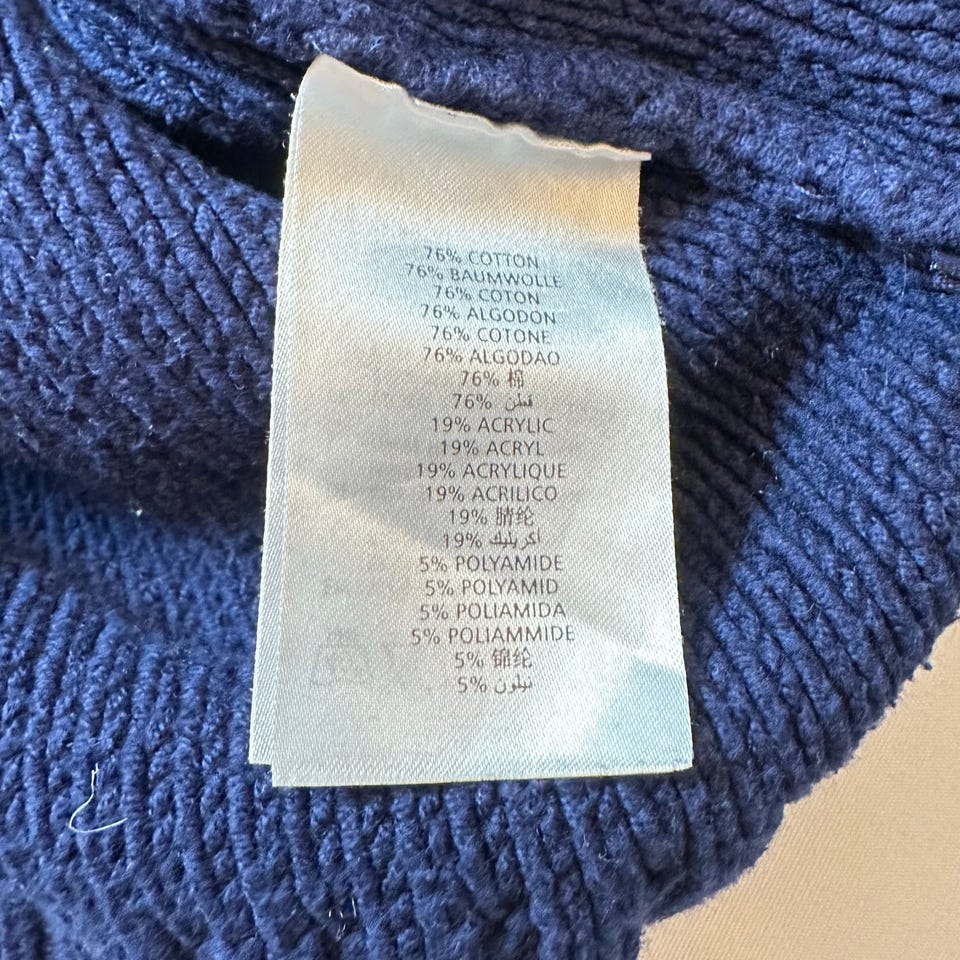 76% COTTON
76% BAUMWOLLE
76% COTON
76% ALGODON
76% COTONE
76% ALGODAO
76% 棉
76% قطن
19% ACRYLIC
19% ACRYL
19% ACRYLIQUE
19% ACRILICO
19% 腈纶
19% اكريليك
5% POLYAMIDE
5% POLYAMID
5% POLIAMIDA
5% POLIAMMIDE
5% 锦纶
5% نيلون